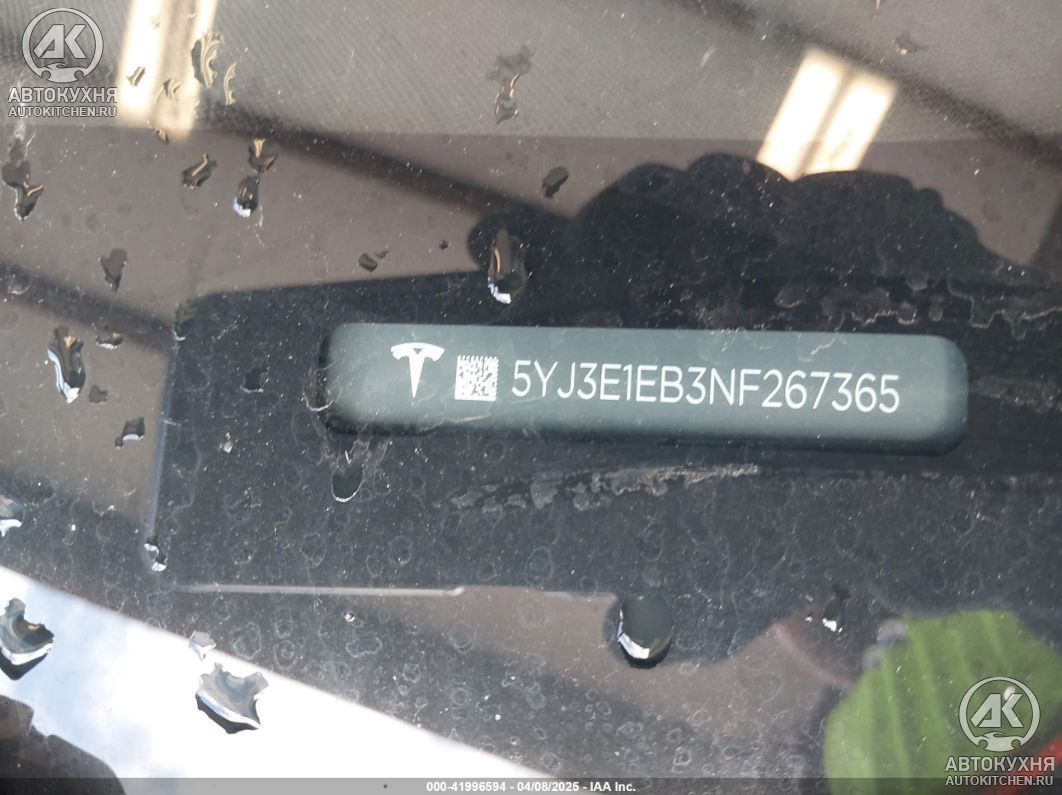 АВТОКУХНЯ
AUTOKITCHEN.RU
5YJ3E1EB3NF267365
АВТОКУХНЯ
AUTOKITCHEN.RU
000-41996594 - 04/08/2025 - IAA Inc.